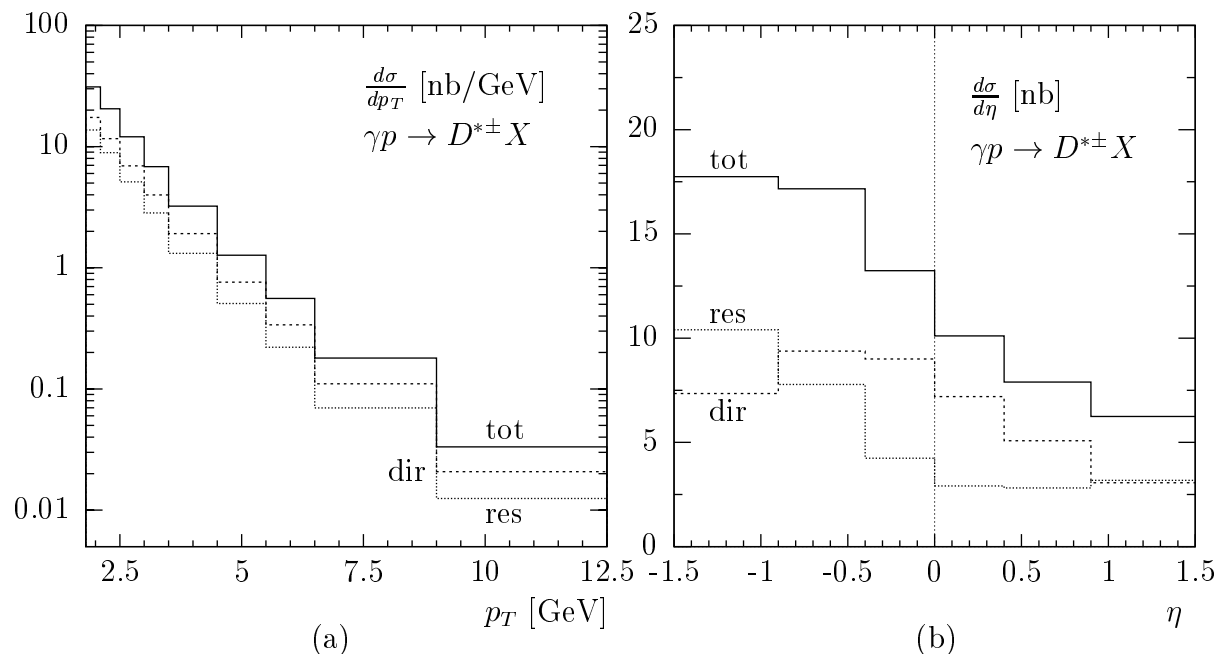 100
10
1
0.1
0.01
2.5 5 7.5 10 12.5
dσ/dp_T [nb/GeV]
γp → D*± X
tot
dir
res
p_T [GeV]
(a)
25
20
15
10
5
0
-1.5 -1 -0.5 0 0.5 1 1.5
dσ/dη [nb]
γp → D*± X
tot
res
dir
η
(b)